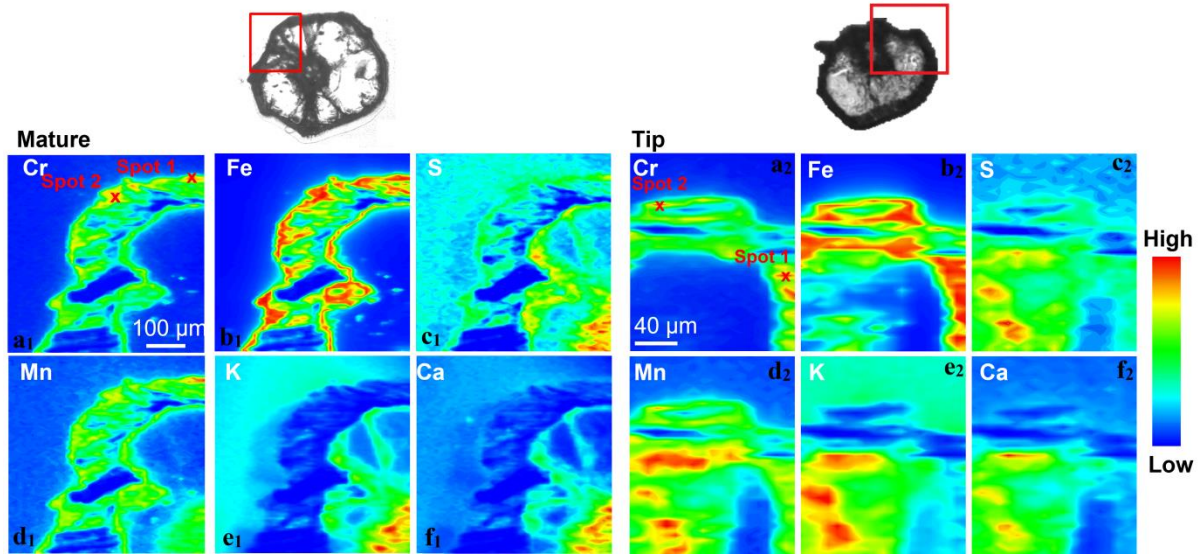 Mature
Tip
Cr
Spot 1
Spot 2
a1
100 μm
Fe
b1
S
c1
Cr
a2
Spot 2
Spot 1
40 μm
Fe
b2
S
c2
High
Low
Mn
d1
K
e1
Ca
f1
Mn
d2
K
e2
Ca
f2